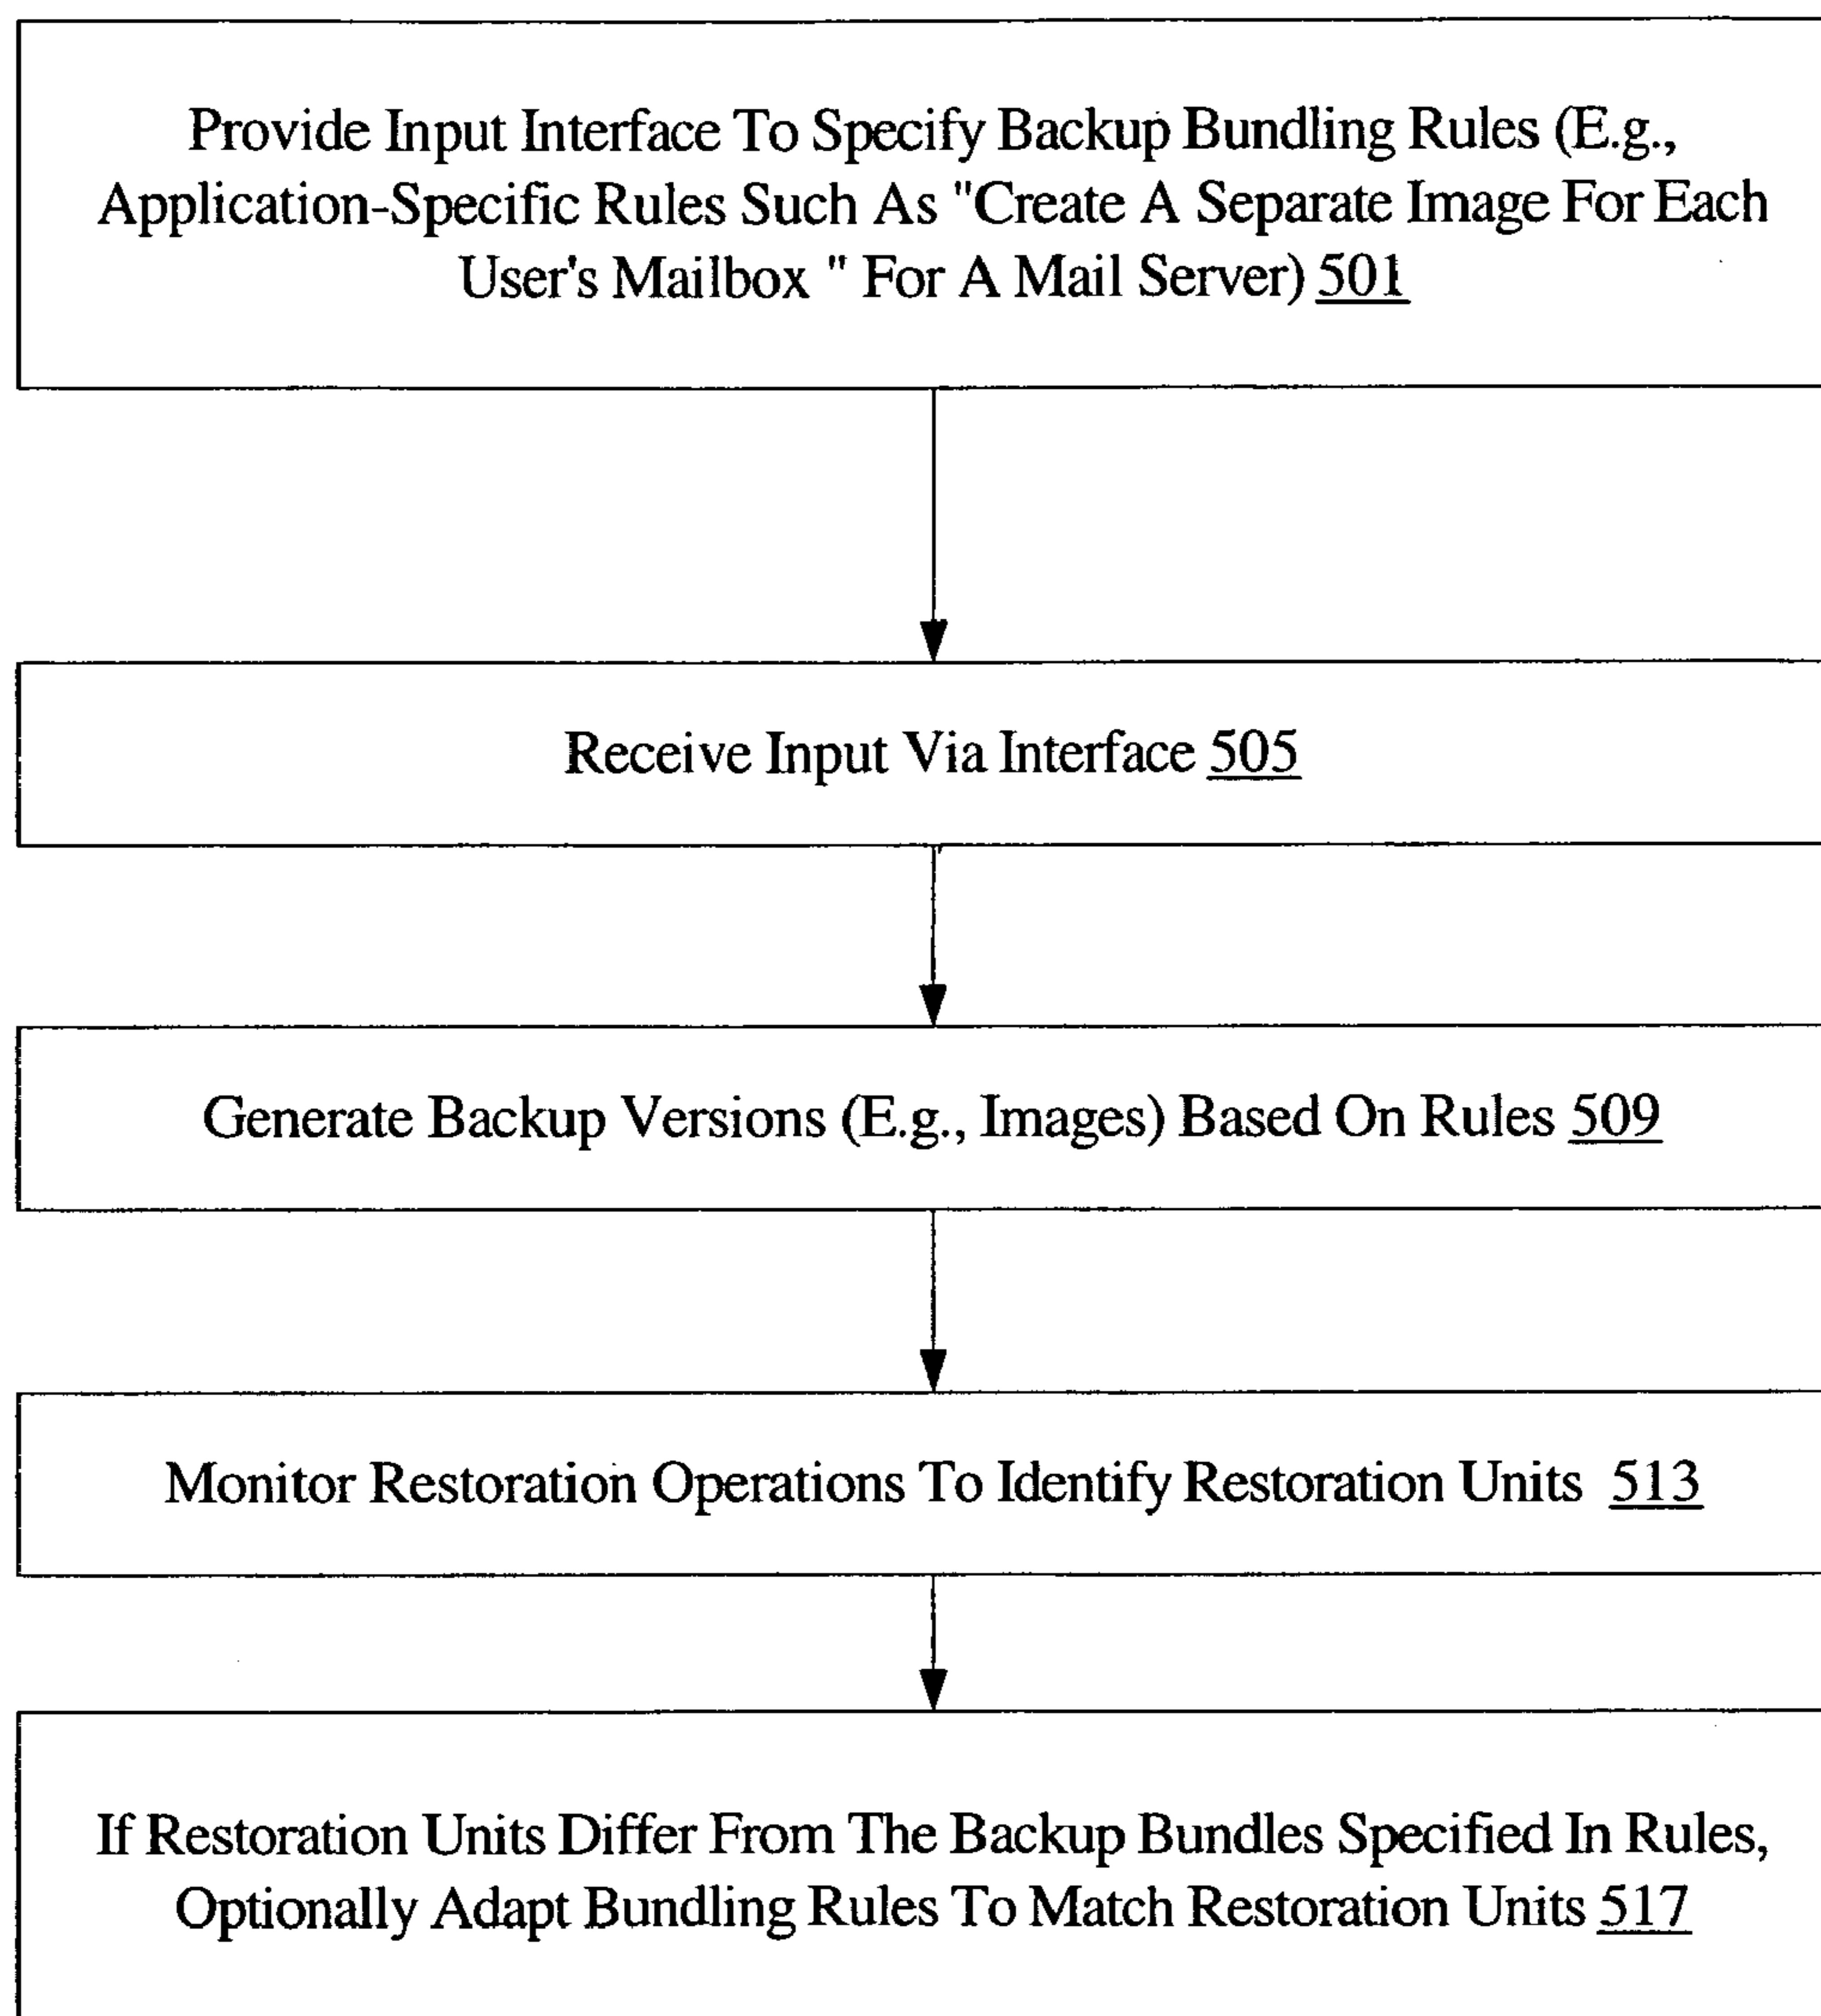 Provide Input Interface To Specify Backup Bundling Rules (E.g.,
Application-Specific Rules Such As "Create A Separate Image For Each
User's Mailbox " For A Mail Server) 501
Receive Input Via Interface 505
Generate Backup Versions (E.g., Images) Based On Rules 509
Monitor Restoration Operations To Identify Restoration Units 513
If Restoration Units Differ From The Backup Bundles Specified In Rules,
Optionally Adapt Bundling Rules To Match Restoration Units 517